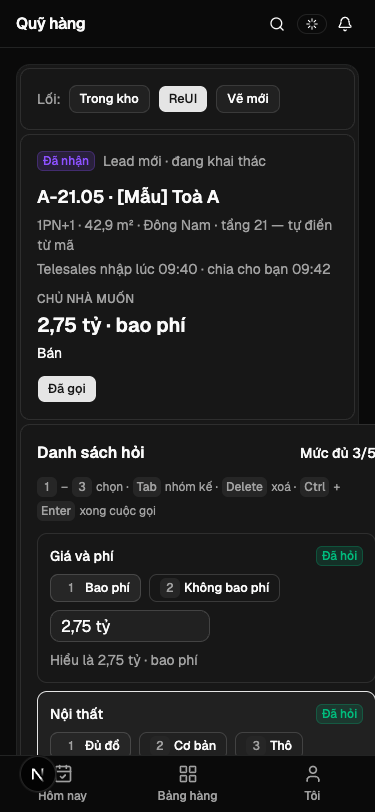 Quỹ hàng
Lối: Trong kho ReUI Vẽ mới
Đã nhận Lead mới · đang khai thác
A-21.05 · [Mẫu] Toà A
1PN+1 · 42,9 m² · Đông Nam · tầng 21 — tự điền
từ mã
Telesales nhập lúc 09:40 · chia cho bạn 09:42
CHỦ NHÀ MUỐN
2,75 tỷ · bao phí
Bán
Đã gọi
Danh sách hỏi Mức đủ 3/5
1 – 3 chọn · Tab nhóm kế · Delete xoá · Ctrl +
Enter xong cuộc gọi
Giá và phí Đã hỏi
1 Bao phí 2 Không bao phí
2,75 tỷ
Hiểu là 2,75 tỷ · bao phí
Nội thất Đã hỏi
1 Đủ đồ 2 Cơ bản 3 Thô
N
Hôm nay Bảng hàng Tôi